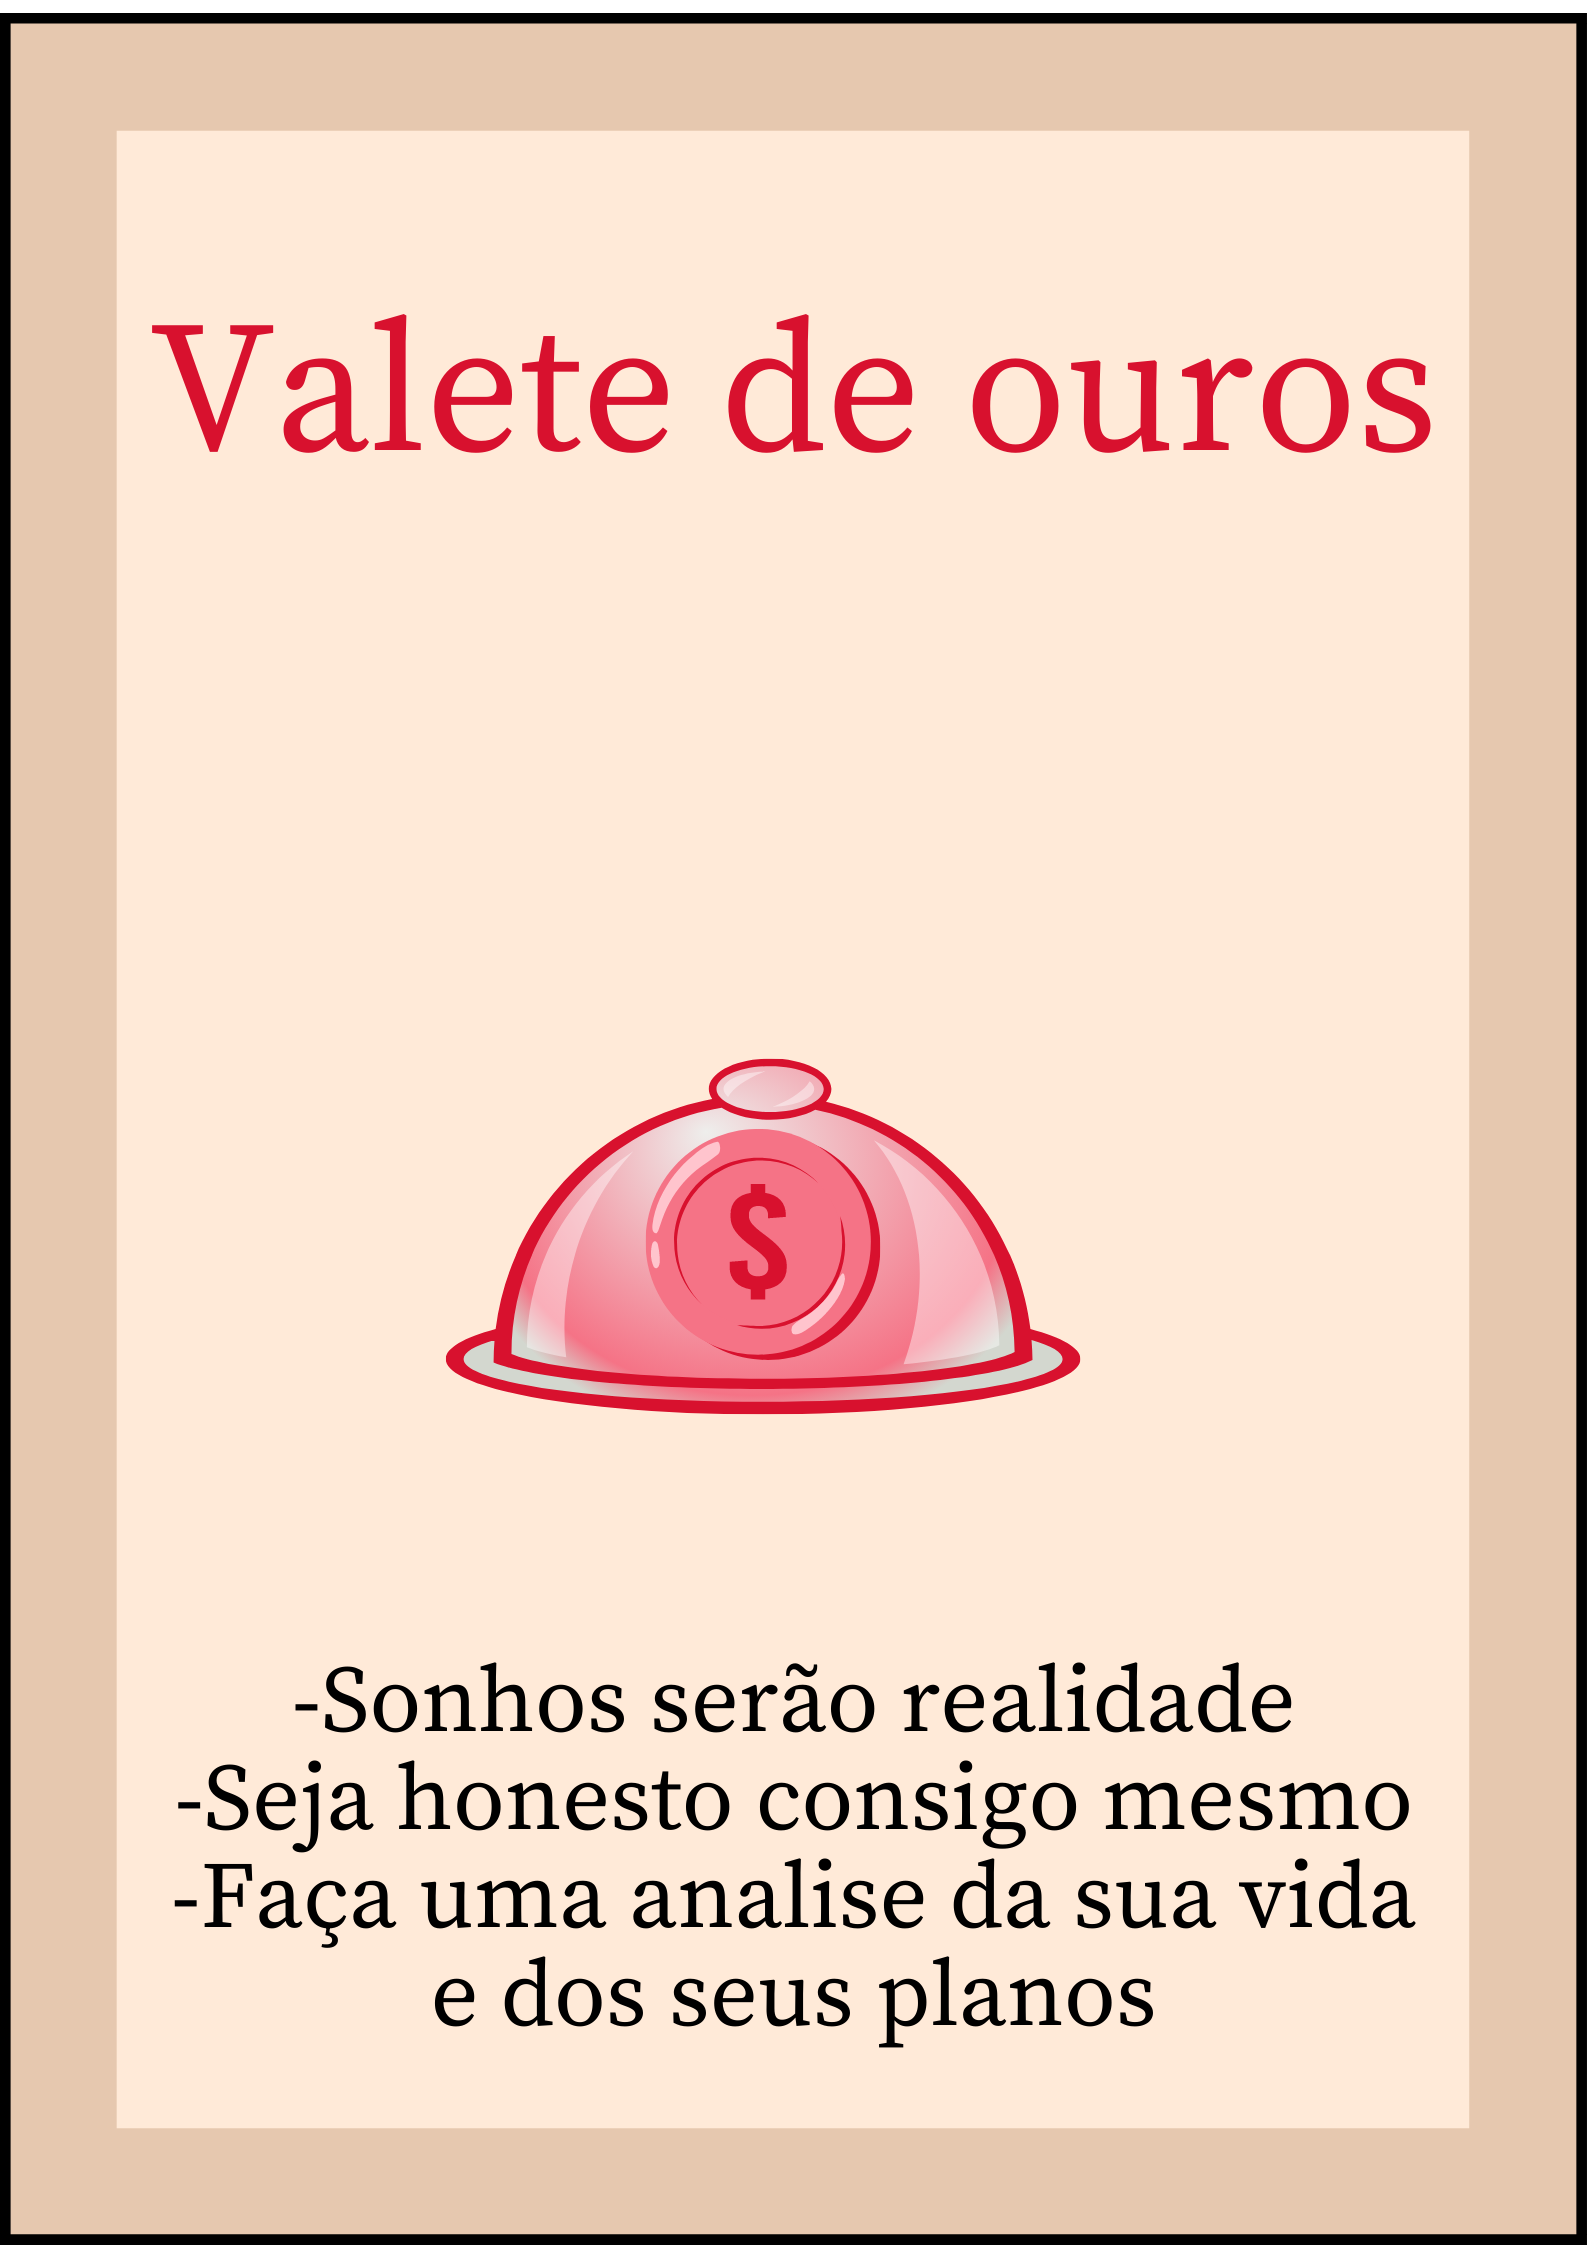 Valete de ouros
$
-Sonhos serão realidade
-Seja honesto consigo mesmo
-Faça uma analise da sua vida
e dos seus planos